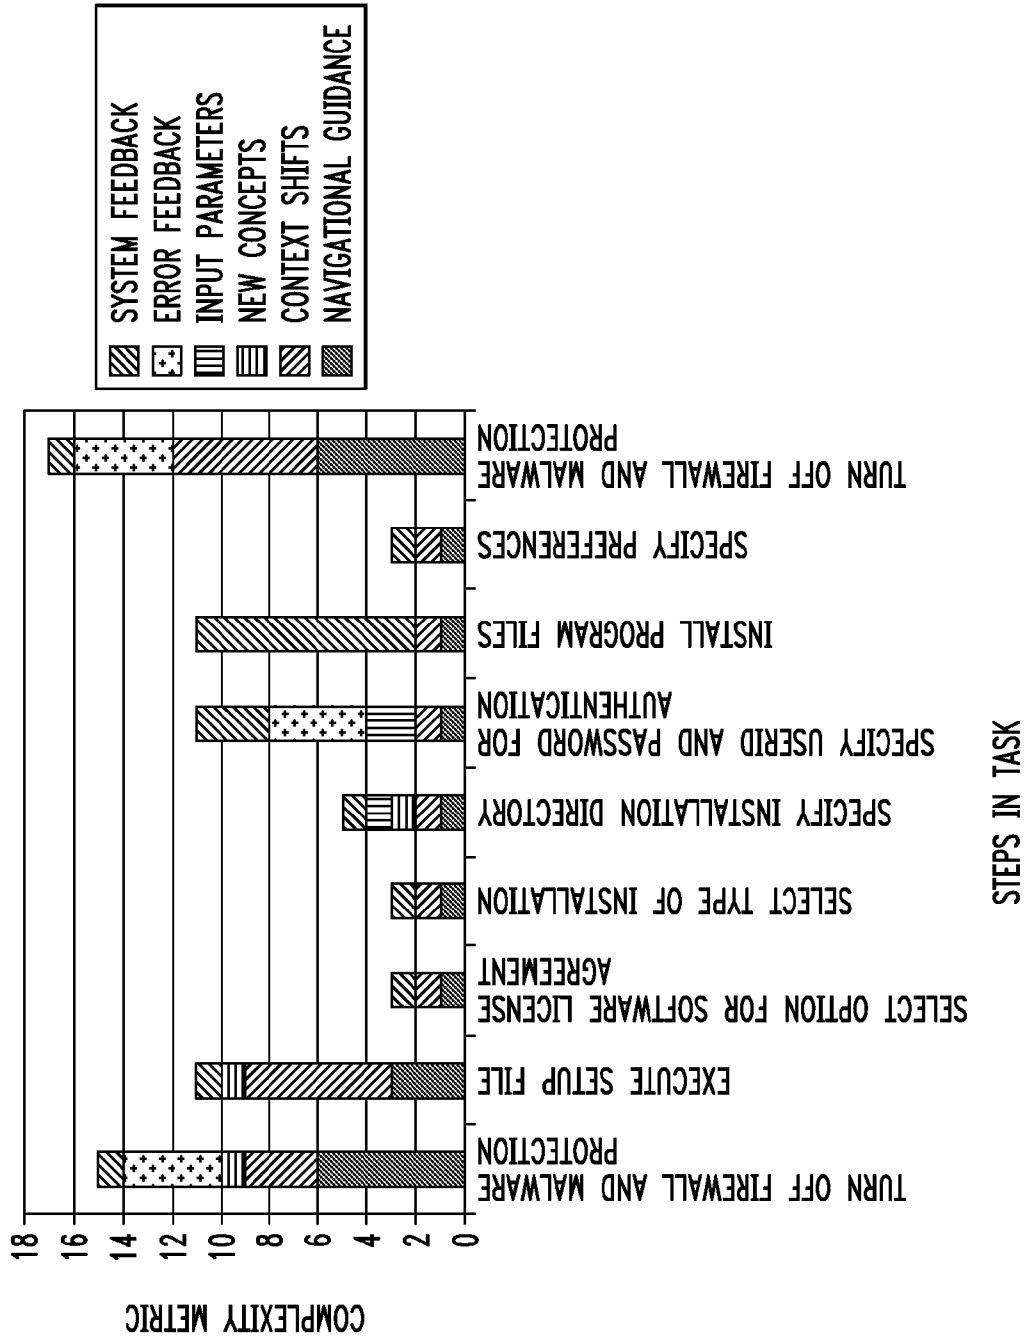 SYSTEM FEEDBACK
ERROR FEEDBACK
INPUT PARAMETERS
NEW CONCEPTS
CONTEXT SHIFTS
NAVIGATIONAL GUIDANCE
COMPLEXITY METRIC
18
16
14
12
10
8
6
4
2
0
TURN OFF FIREWALL AND MALWARE
PROTECTION
EXECUTE SETUP FILE
SELECT OPTION FOR SOFTWARE LICENSE
AGREEMENT
SELECT TYPE OF INSTALLATION
SPECIFY INSTALLATION DIRECTORY
SPECIFY USERID AND PASSWORD FOR
AUTHENTICATION
INSTALL PROGRAM FILES
SPECIFY PREFERENCES
TURN OFF FIREWALL AND MALWARE
PROTECTION
STEPS IN TASK